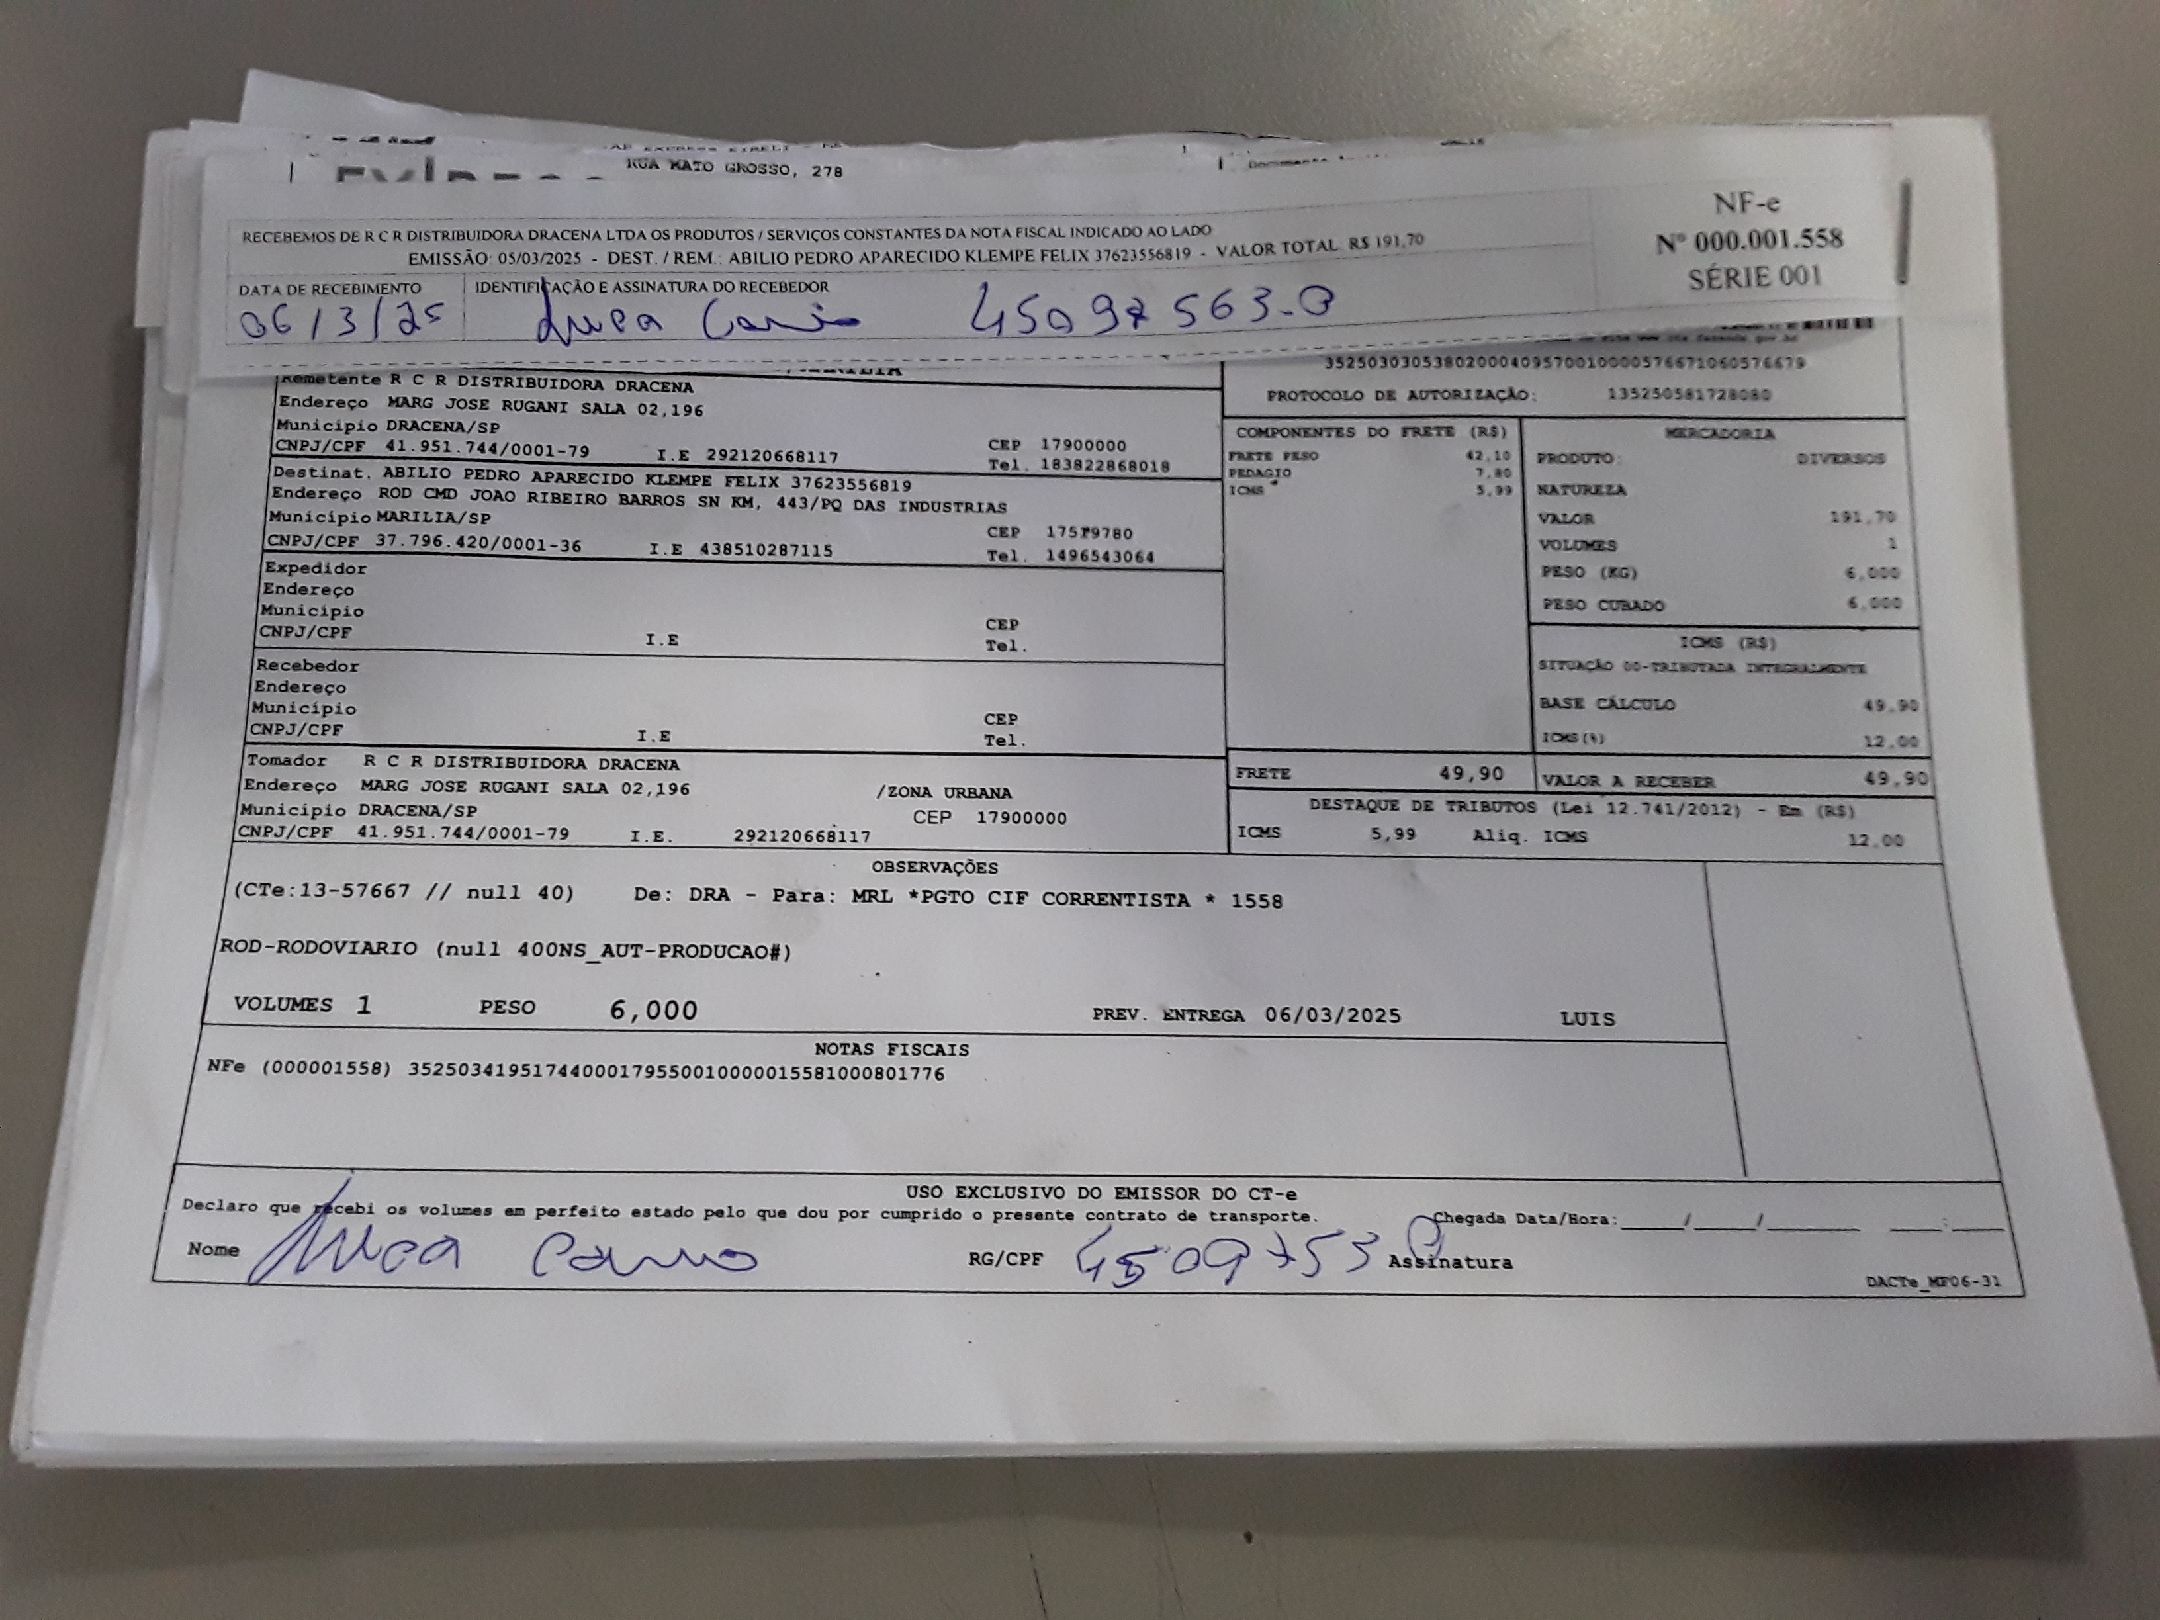 RUA MATO GROSSO, 278
NF-e
Nº 000.001.558
SÉRIE 001
RECEBEMOS DE R C R DISTRIBUIDORA DRACENA LTDA OS PRODUTOS / SERVIÇOS CONSTANTES DA NOTA FISCAL INDICADO AO LADO
EMISSÃO: 05/03/2025 - DEST. / REM.: ABILIO PEDRO APARECIDO KLEMPE FELIX 37623556819 - VALOR TOTAL R$ 191,70
DATA DE RECEBIMENTO IDENTIFICAÇÃO E ASSINATURA DO RECEBEDOR
06/3/25 45097563-0
35250303053802000409570010000576671060576679
PROTOCOLO DE AUTORIZAÇÃO: 135250581728080
Remetente R C R DISTRIBUIDORA DRACENA
Endereço MARG JOSE RUGANI SALA 02,196
Município DRACENA/SP
CNPJ/CPF 41.951.744/0001-79 I.E 292120668117 CEP 17900000
Tel. 183822868018
Destinat. ABILIO PEDRO APARECIDO KLEMPE FELIX 37623556819
Endereço ROD CMD JOAO RIBEIRO BARROS SN KM, 443/PQ DAS INDUSTRIAS
Município MARILIA/SP CEP 17519780
CNPJ/CPF 37.796.420/0001-36 I.E 438510287115 Tel. 1496543064
Expedidor
Endereço
Município CEP
CNPJ/CPF I.E Tel.
Recebedor
Endereço
Município CEP
CNPJ/CPF I.E Tel.
Tomador R C R DISTRIBUIDORA DRACENA
Endereço MARG JOSE RUGANI SALA 02,196 /ZONA URBANA
Município DRACENA/SP CEP 17900000
CNPJ/CPF 41.951.744/0001-79 I.E. 292120668117
COMPONENTES DO FRETE (R$)
FRETE PESO 42,10
PEDAGIO 7,80
ICMS 5,99
MERCADORIA
PRODUTO: DIVERSOS
NATUREZA
VALOR 191,70
VOLUMES 1
PESO (KG) 6,000
PESO CUBADO 6,000
ICMS (R$)
SITUAÇÃO 00-TRIBUTADA INTEGRALMENTE
BASE CÁLCULO 49,90
ICMS(%) 12,00
FRETE 49,90 VALOR A RECEBER 49,90
DESTAQUE DE TRIBUTOS (Lei 12.741/2012) - Em (R$)
ICMS 5,99 Aliq. ICMS 12,00
OBSERVAÇÕES
(CTe:13-57667 // null 40) De: DRA - Para: MRL *PGTO CIF CORRENTISTA * 1558
ROD-RODOVIARIO (null 400NS_AUT-PRODUCAO#)
VOLUMES 1 PESO 6,000 PREV. ENTREGA 06/03/2025 LUIS
NOTAS FISCAIS
NFe (000001558) 35250341951744000179550010000015581000801776
USO EXCLUSIVO DO EMISSOR DO CT-e
Declaro que recebi os volumes em perfeito estado pelo que dou por cumprido o presente contrato de transporte. Chegada Data/Hora:____/____/______ ___:____
Nome RG/CPF Assinatura
DACTe_MF06-31